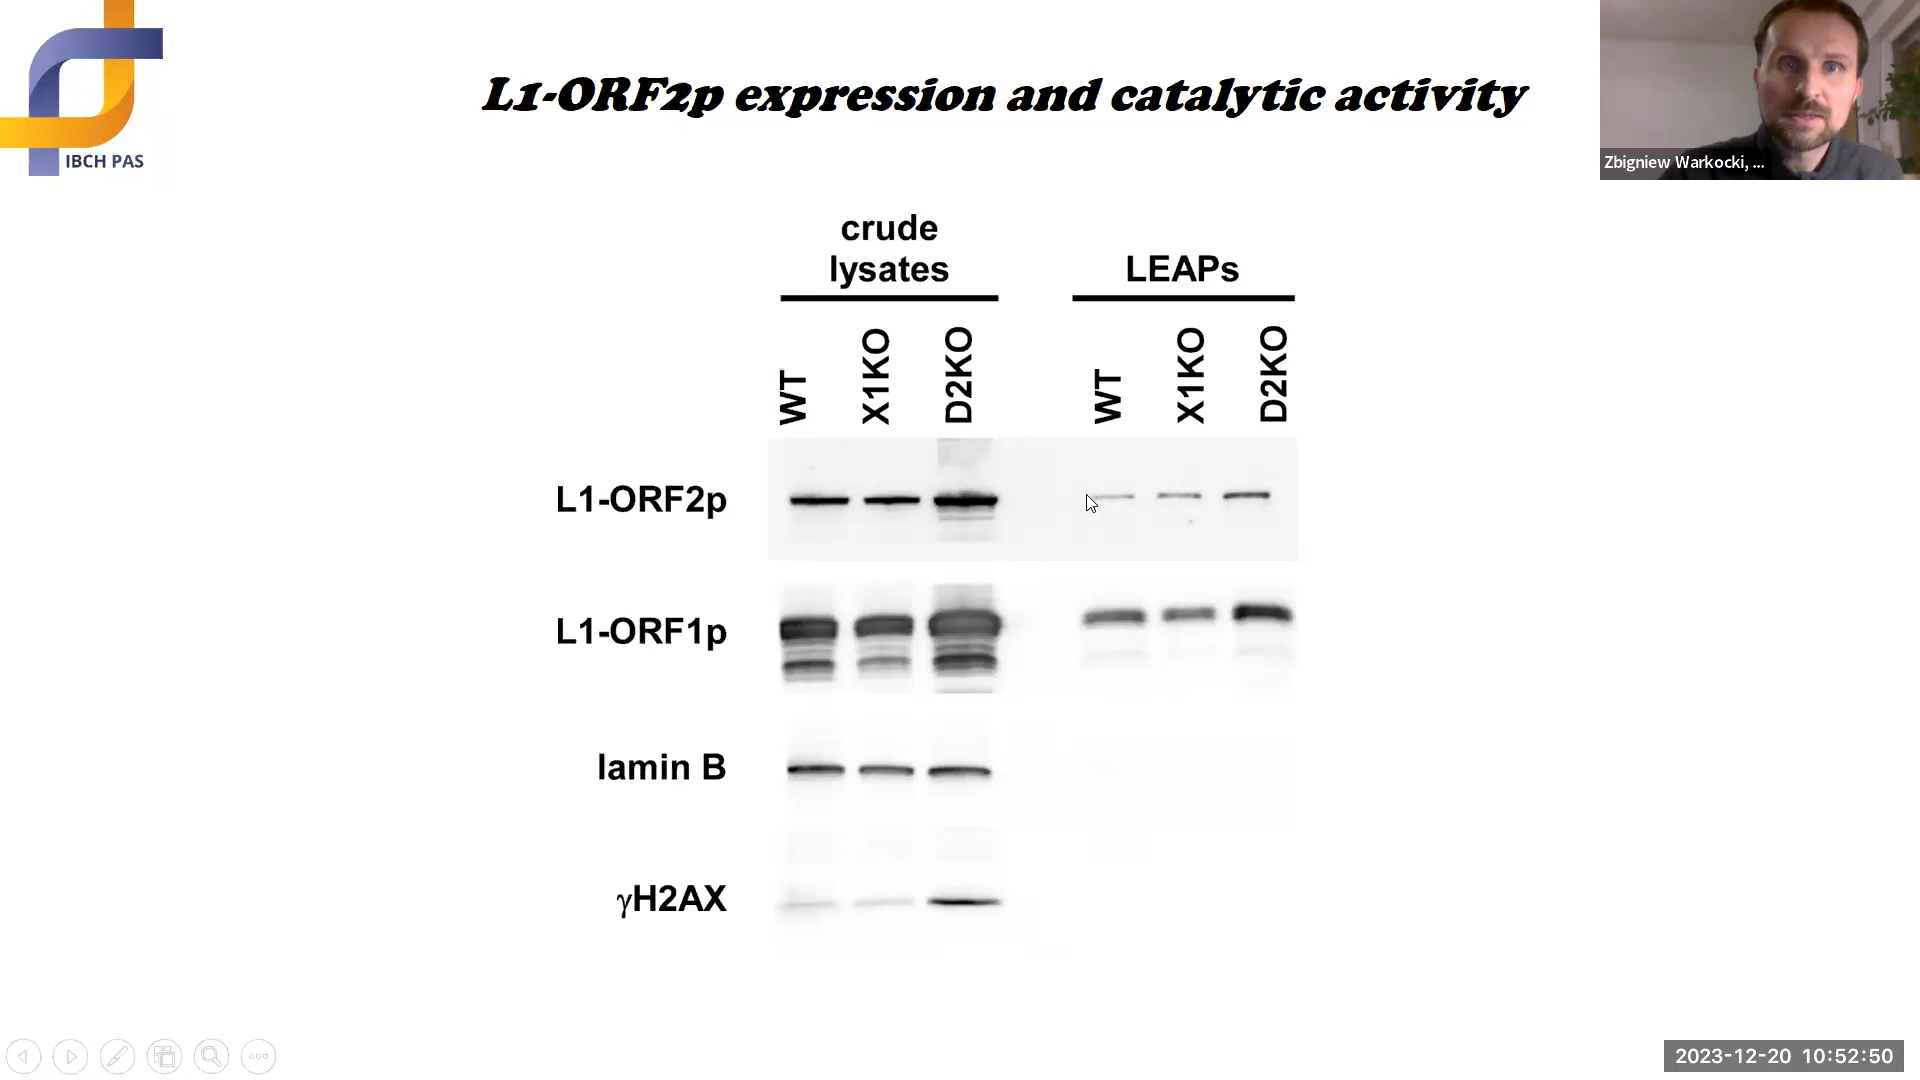 IBCH PAS
L1-ORF2p expression and catalytic activity
Zbigniew Warkocki, ...
crude
lysates
LEAPs
WT
X1KO
D2KO
WT
X1KO
D2KO
L1-ORF2p
L1-ORF1p
lamin B
γH2AX
2023-12-20 10:52:50